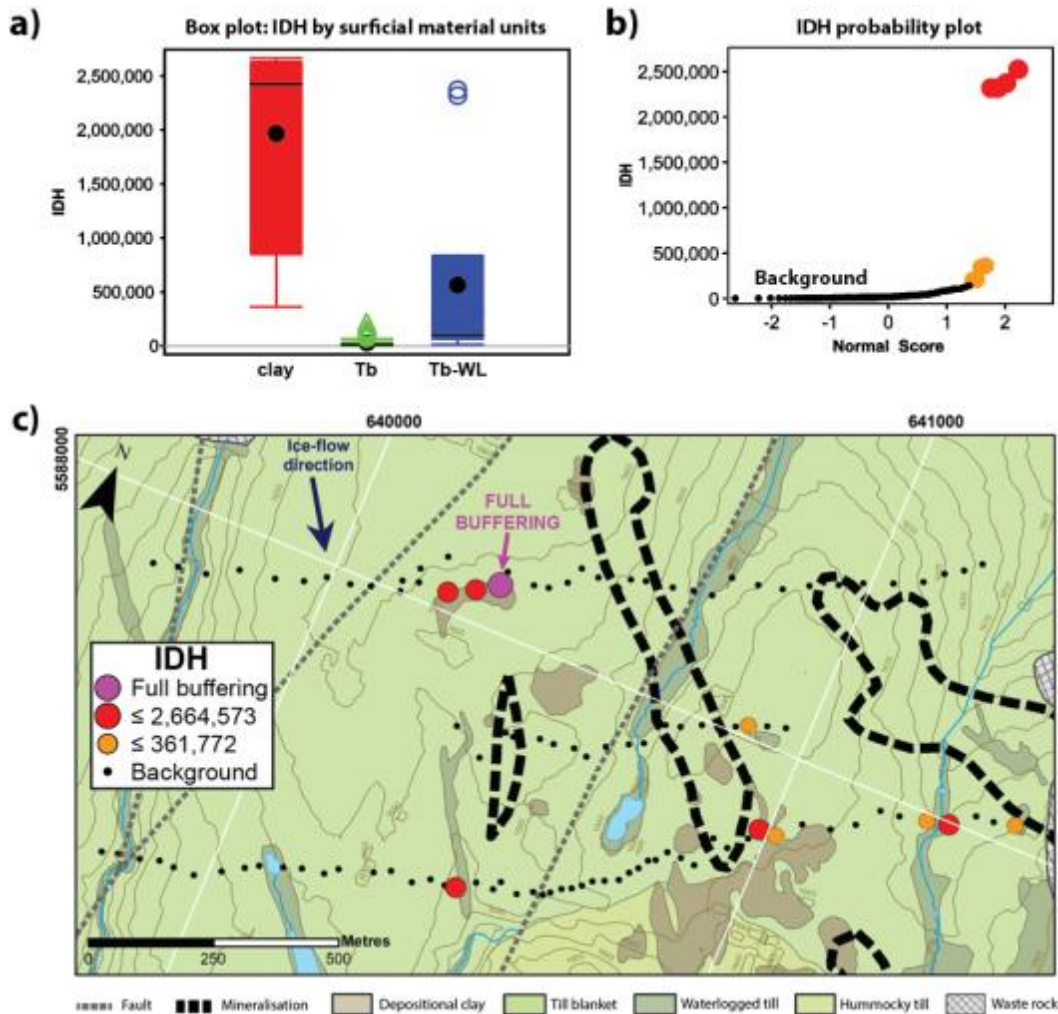 a)
Box plot: IDH by surficial material units
2,500,000
2,000,000
1,500,000
1,000,000
500,000
0
IDH
clay Tb Tb-WL
b)
IDH probability plot
2,500,000
2,000,000
1,500,000
1,000,000
500,000
0
IDH
Background
-2 -1 0 1 2
Normal Score
c)
640000 641000
5588000
N
Ice-flow
direction
FULL
BUFFERING
IDH
Full buffering
≤ 2,664,573
≤ 361,772
Background
Metres
0 250 500
Fault Mineralisation Depositional clay Till blanket Waterlogged till Hummocky till Waste rock